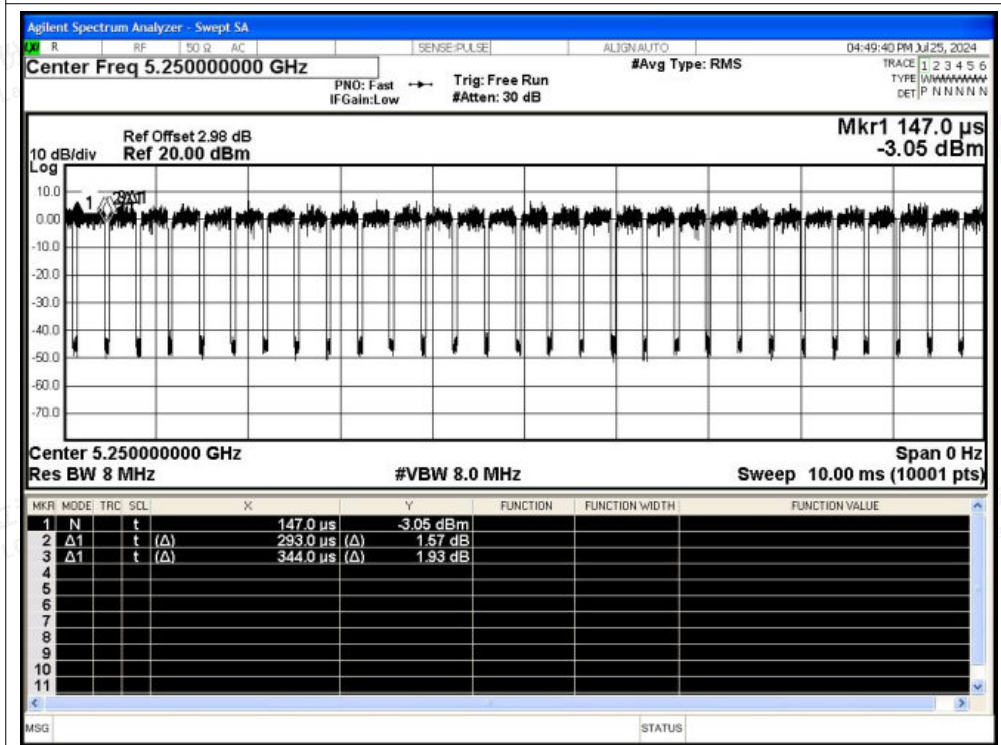 Agilent Spectrum Analyzer - Swept SA
LXI R RF 50 Ω AC SENSE:PULSE ALIGNAUTO 04:49:40 PM Jul 25, 2024
Center Freq 5.250000000 GHz #Avg Type: RMS TRACE 1 2 3 4 5 6
PNO: Fast Trig: Free Run TYPE WWWWWW
IFGain:Low #Atten: 30 dB DET P N N N N N
Mkr1 147.0 µs
Ref Offset 2.98 dB
10 dB/div Ref 20.00 dBm -3.05 dBm
Log
10.0
1
0.00
-10.0
-20.0
-30.0
-40.0
-50.0
-60.0
-70.0
Center 5.250000000 GHz Span 0 Hz
Res BW 8 MHz #VBW 8.0 MHz Sweep 10.00 ms (10001 pts)
MKR MODE TRC SCL X Y FUNCTION FUNCTION WIDTH FUNCTION VALUE
1 N t 147.0 µs -3.05 dBm
2 Δ1 t (Δ) 293.0 µs (Δ) 1.57 dB
3 Δ1 t (Δ) 344.0 µs (Δ) 1.93 dB
4
5
6
7
8
9
10
11
MSG STATUS